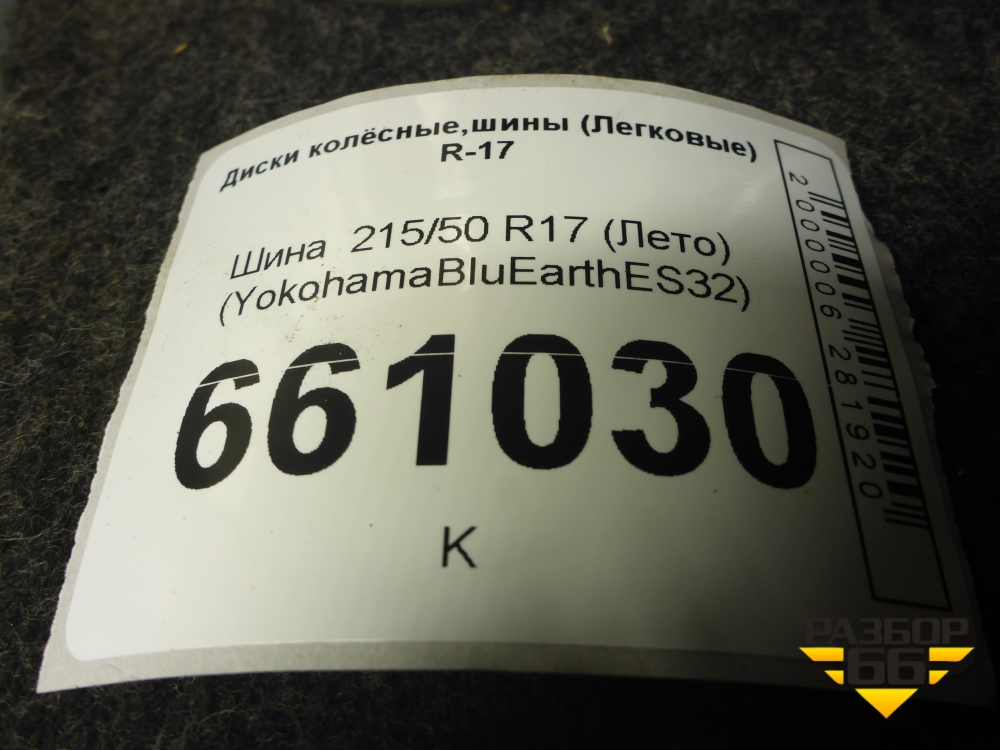 Диски колёсные,шины (Легковые)
R-17
Шина 215/50 R17 (Лето)
(YokohamaBluEarthES32)
661030
К
2000006281920
РАЗБОР
66